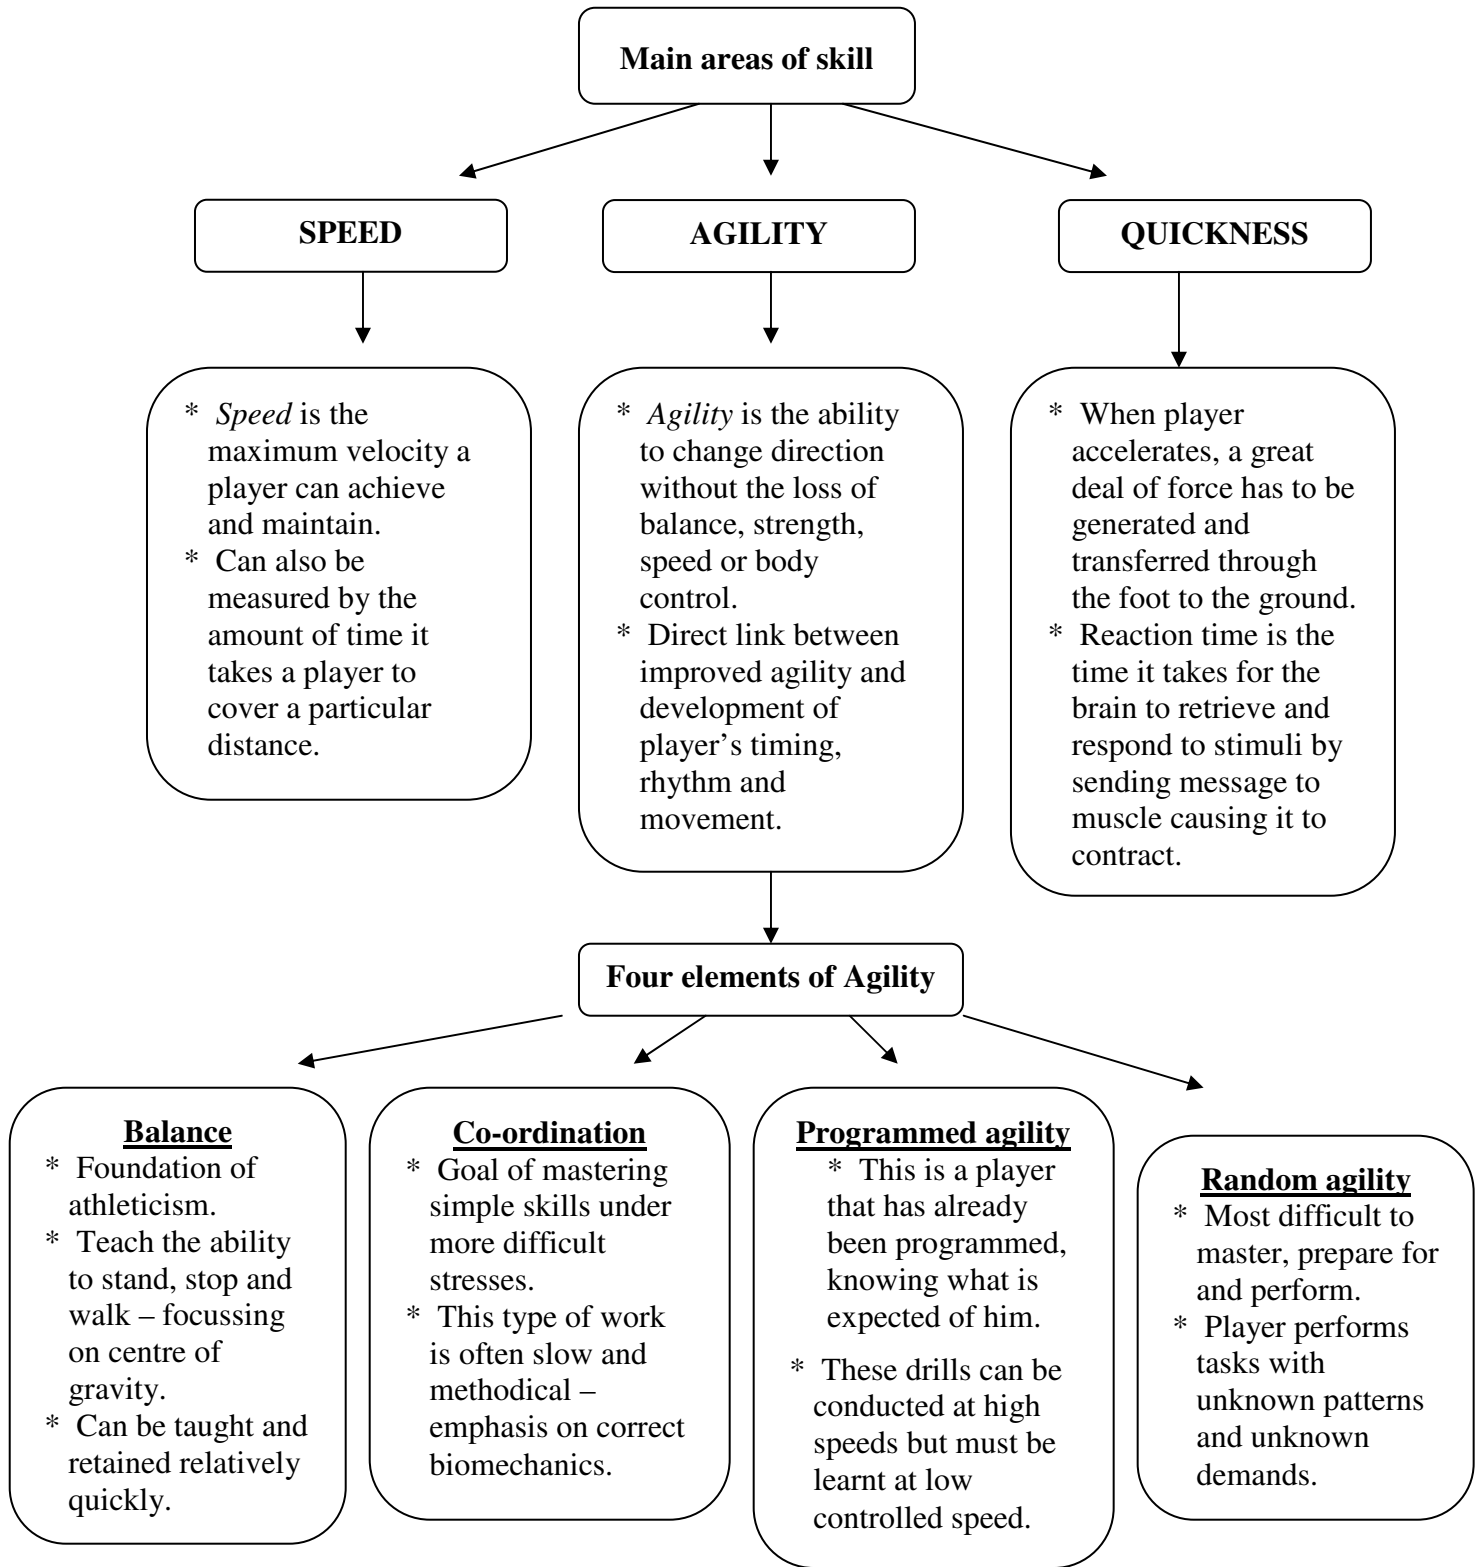 Main areas of skill
SPEED
AGILITY
QUICKNESS
* Speed is the
maximum velocity a
player can achieve
and maintain.
* Can also be
measured by the
amount of time it
takes a player to
cover a particular
distance.
* Agility is the ability
to change direction
without the loss of
balance, strength,
speed or body
control.
* Direct link between
improved agility and
development of
player’s timing,
rhythm and
movement.
* When player
accelerates, a great
deal of force has to be
generated and
transferred through
the foot to the ground.
* Reaction time is the
time it takes for the
brain to retrieve and
respond to stimuli by
sending message to
muscle causing it to
contract.
Four elements of Agility
Balance
* Foundation of
athleticism.
* Teach the ability
to stand, stop and
walk – focussing
on centre of
gravity.
* Can be taught and
retained relatively
quickly.
Co-ordination
* Goal of mastering
simple skills under
more difficult
stresses.
* This type of work
is often slow and
methodical –
emphasis on correct
biomechanics.
Programmed agility
* This is a player
that has already
been programmed,
knowing what is
expected of him.
* These drills can be
conducted at high
speeds but must be
learnt at low
controlled speed.
Random agility
* Most difficult to
master, prepare for
and perform.
* Player performs
tasks with
unknown patterns
and unknown
demands.